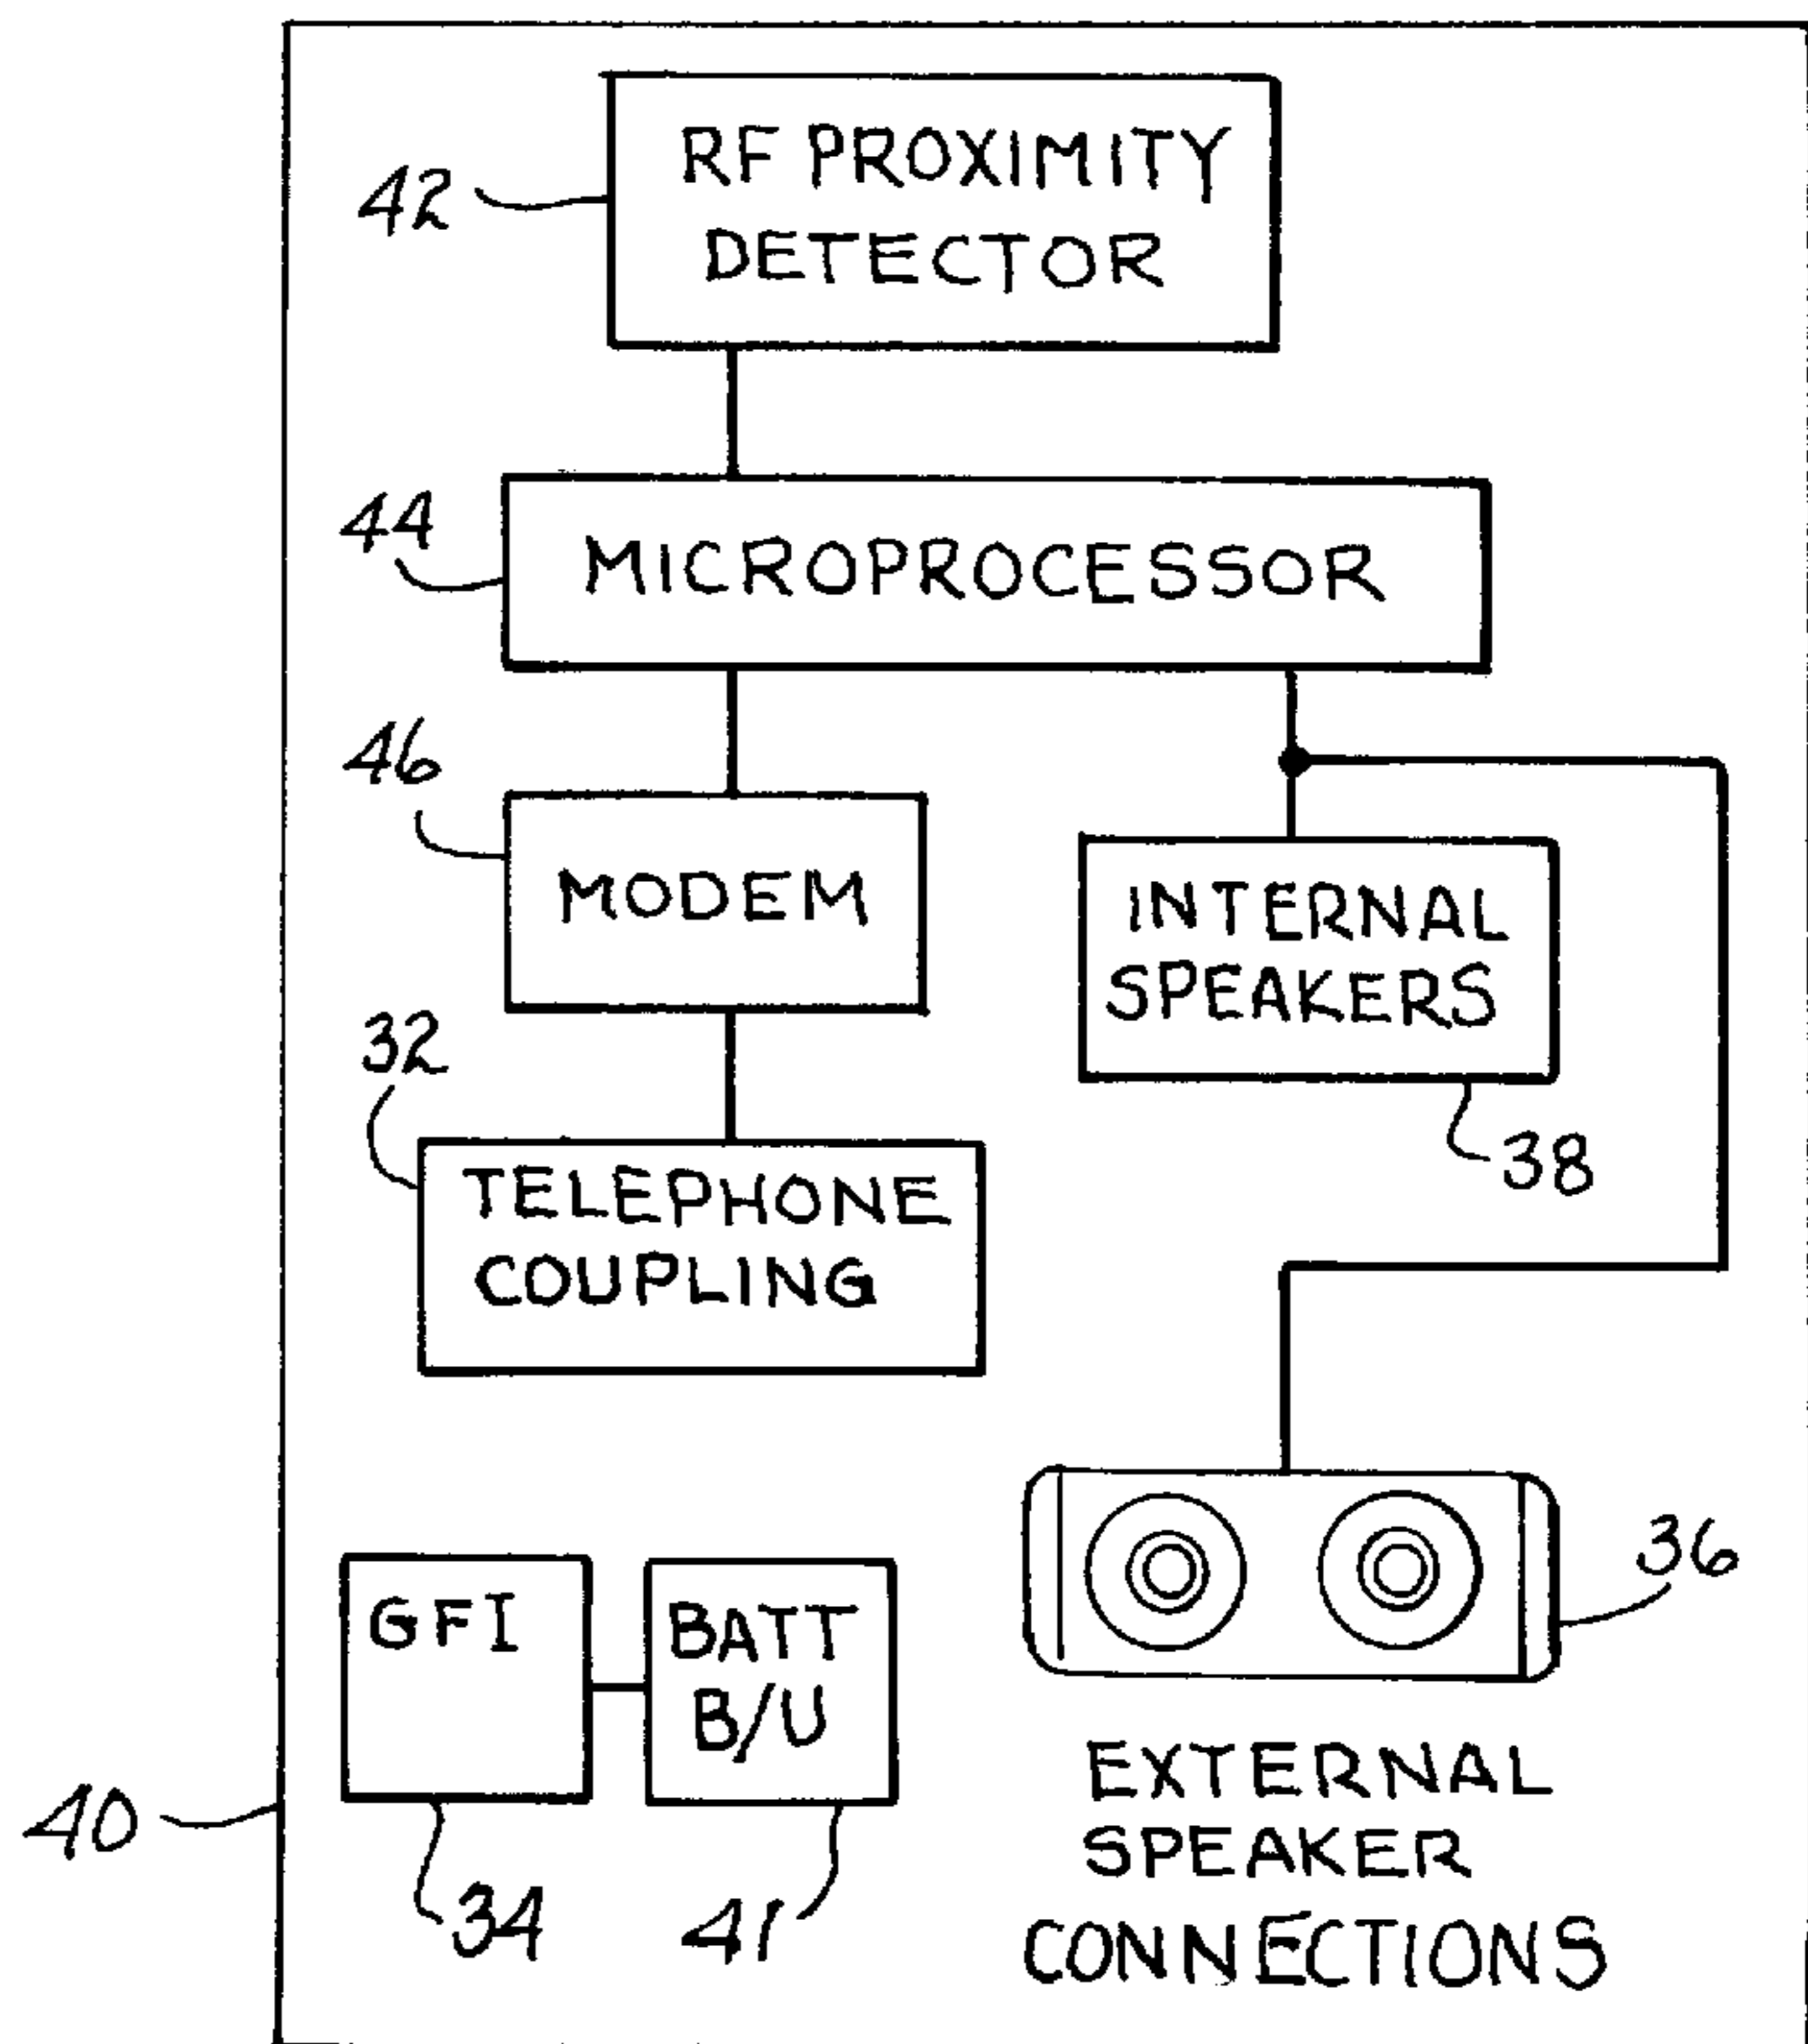 RF PROXIMITY
DETECTOR
42
44
MICROPROCESSOR
46
MODEM
INTERNAL
SPEAKERS
32
38
TELEPHONE
COUPLING
36
GFI
BATT
B/U
40
34
41
EXTERNAL
SPEAKER
CONNECTIONS